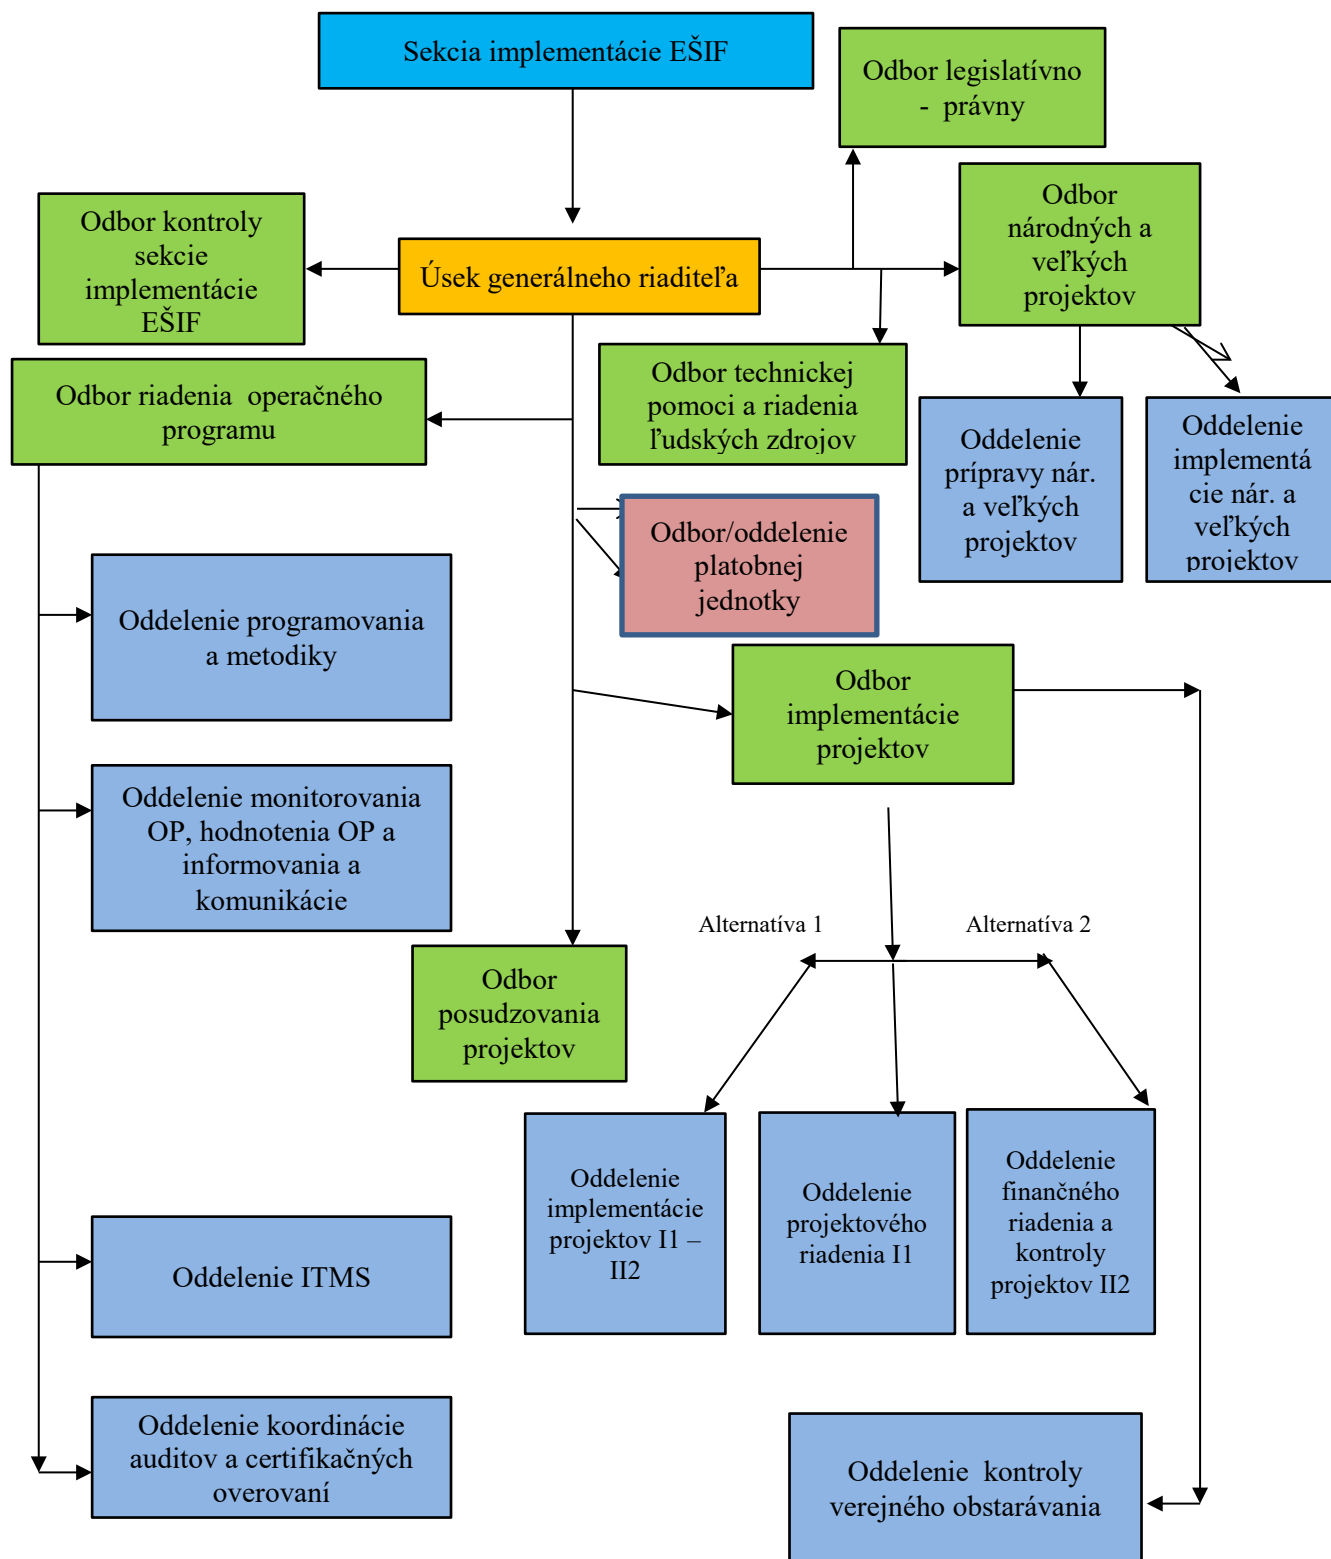 Sekcia implementácie EŠIF
Odbor legislatívno
- právny
Odbor
národných a
veľkých
projektov
Odbor kontroly
sekcie
implementácie
EŠIF
Úsek generálneho riaditeľa
Odbor riadenia operačného
programu
Odbor technickej
pomoci a riadenia
ľudských zdrojov
Oddelenie
prípravy nár.
a veľkých
projektov
Oddelenie
implementá
cie nár. a
veľkých
projektov
Odbor/oddelenie
platobnej
jednotky
Oddelenie programovania
a metodiky
Odbor
implementácie
projektov
Oddelenie monitorovania
OP, hodnotenia OP a
informovania a
komunikácie
Alternatíva 1
Alternatíva 2
Odbor
posudzovania
projektov
Oddelenie
implementácie
projektov I1 –
II2
Oddelenie
projektového
riadenia I1
Oddelenie
finančného
riadenia a
kontroly
projektov II2
Oddelenie ITMS
Oddelenie koordinácie
auditov a certifikačných
overovaní
Oddelenie kontroly
verejného obstarávania